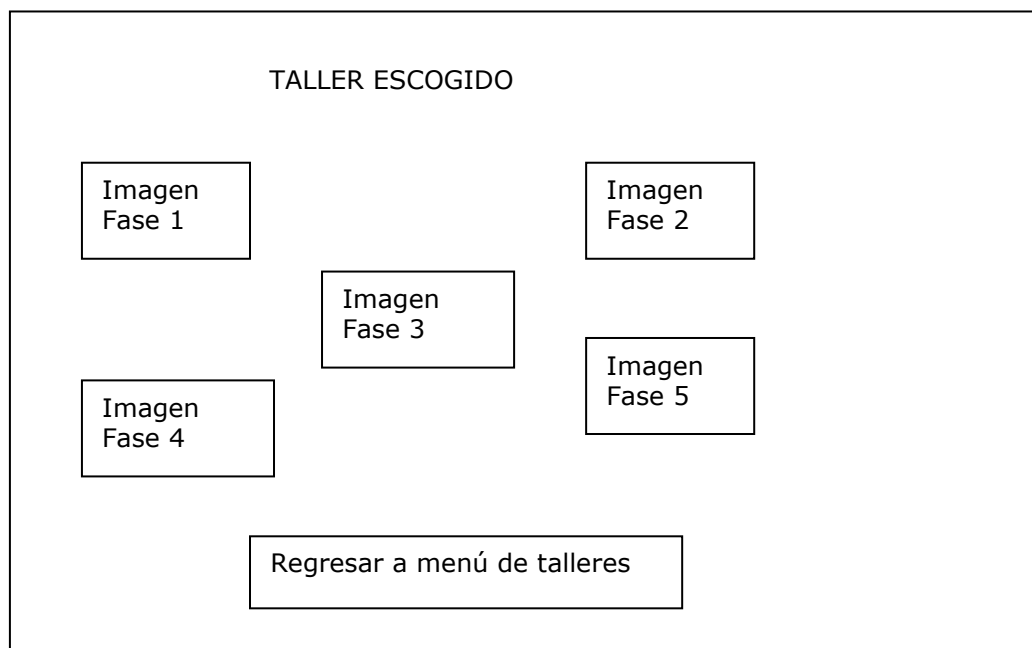 TALLER ESCOGIDO
Imagen
Fase 1
Imagen
Fase 2
Imagen
Fase 3
Imagen
Fase 4
Imagen
Fase 5
Regresar a menú de talleres